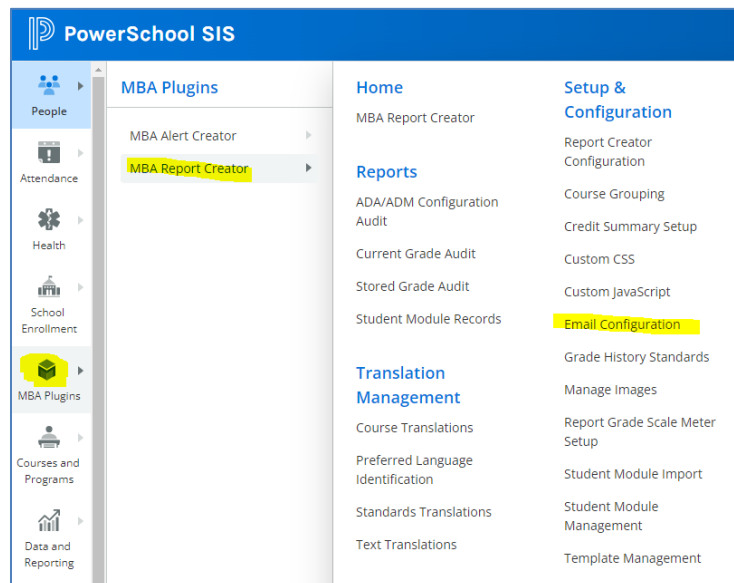 PowerSchool SIS
People
Attendance
Health
School
Enrollment
MBA Plugins
Courses and
Programs
Data and
Reporting
MBA Plugins
MBA Alert Creator
MBA Report Creator
Home
MBA Report Creator
Reports
ADA/ADM Configuration
Audit
Current Grade Audit
Stored Grade Audit
Student Module Records
Translation
Management
Course Translations
Preferred Language
Identification
Standards Translations
Text Translations
Setup &
Configuration
Report Creator
Configuration
Course Grouping
Credit Summary Setup
Custom CSS
Custom JavaScript
Email Configuration
Grade History Standards
Manage Images
Report Grade Scale Meter
Setup
Student Module Import
Student Module
Management
Template Management